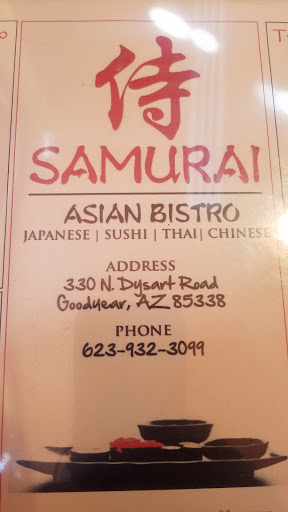 侍
SAMURAI
ASIAN BISTRO
JAPANESE | SUSHI | THAI | CHINESE
ADDRESS
330 N. Dysart Road
Goodyear, AZ 85338
PHONE
623-932-3099